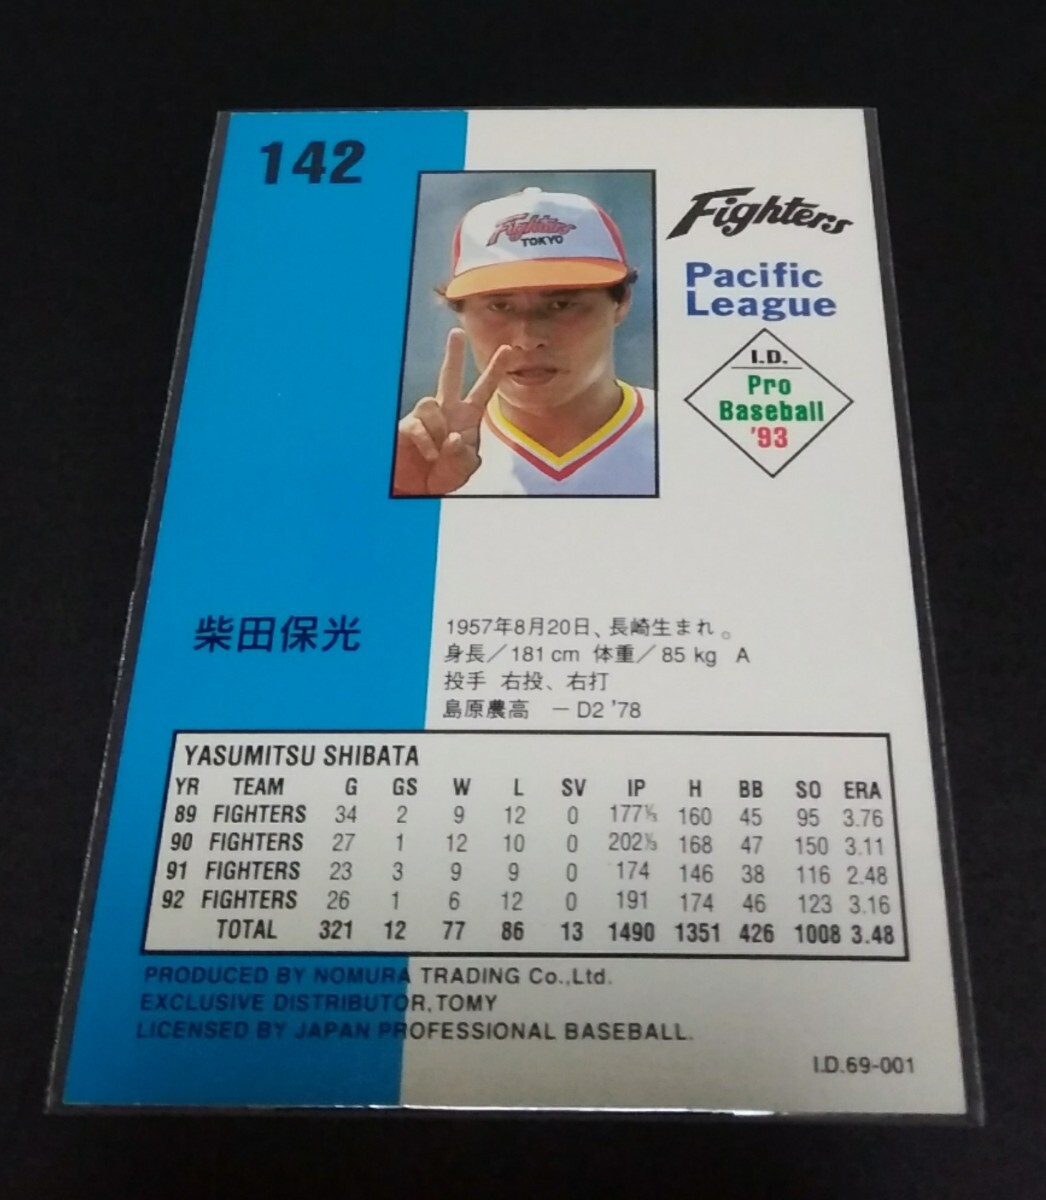 142
Fighters
TOKYO
Fighters
Pacific
League
I.D.
Pro
Baseball
'93
柴田保光
1957年8月20日、長崎生まれ。
身長／181 cm 体重／85 kg A
投手 右投、右打
島原農高 －D2 '78
YASUMITSU SHIBATA
YR TEAM G GS W L SV IP H BB SO ERA
89 FIGHTERS 34 2 9 12 0 177⅓ 160 45 95 3.76
90 FIGHTERS 27 1 12 10 0 202⅓ 168 47 150 3.11
91 FIGHTERS 23 3 9 9 0 174 146 38 116 2.48
92 FIGHTERS 26 1 6 12 0 191 174 46 123 3.16
TOTAL 321 12 77 86 13 1490 1351 426 1008 3.48
PRODUCED BY NOMURA TRADING Co.,Ltd.
EXCLUSIVE DISTRIBUTOR,TOMY
LICENSED BY JAPAN PROFESSIONAL BASEBALL.
I.D.69-001